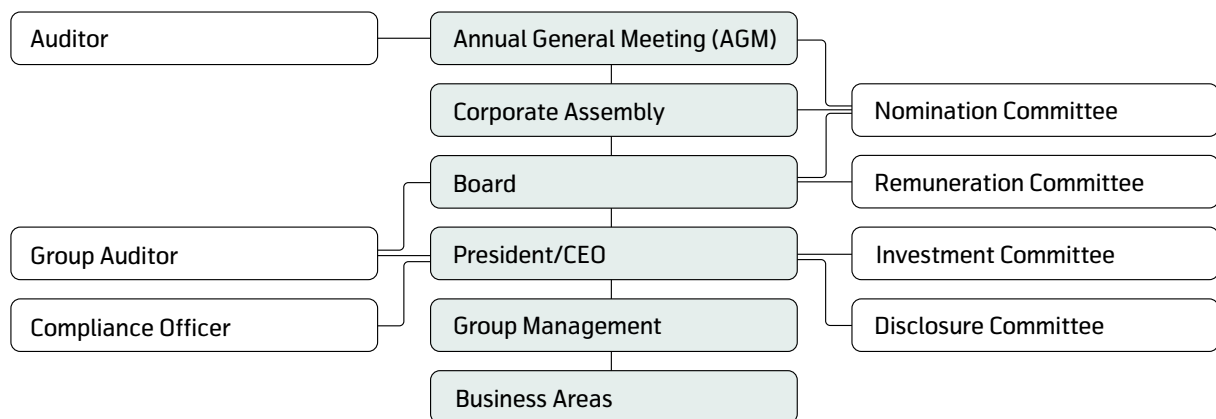 Auditor
Annual General Meeting (AGM)
Corporate Assembly
Nomination Committee
Board
Remuneration Committee
Group Auditor
President/CEO
Investment Committee
Compliance Officer
Group Management
Disclosure Committee
Business Areas